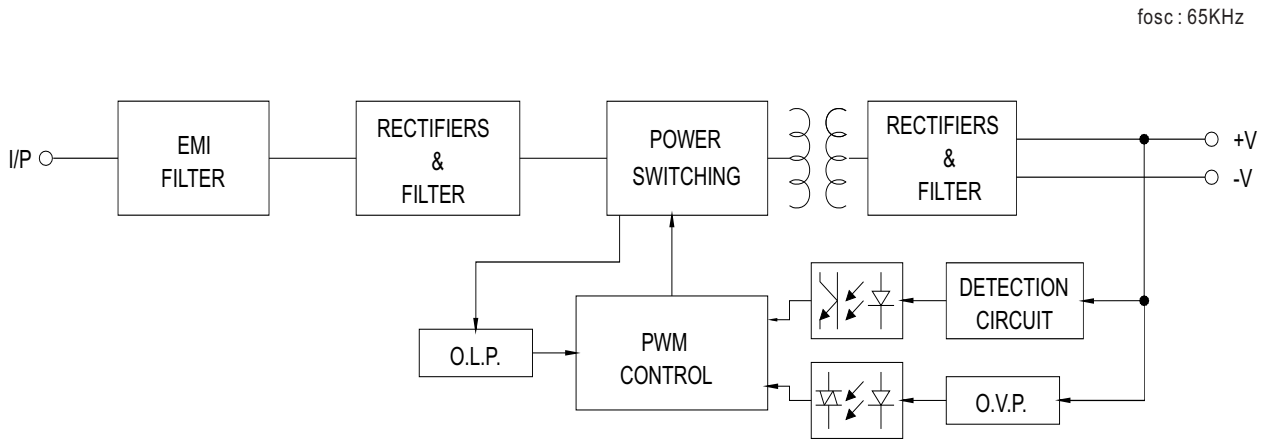 fosc : 65KHz
I/P
EMI
FILTER
RECTIFIERS
&
FILTER
POWER
SWITCHING
RECTIFIERS
&
FILTER
+V
-V
O.L.P.
PWM
CONTROL
DETECTION
CIRCUIT
O.V.P.